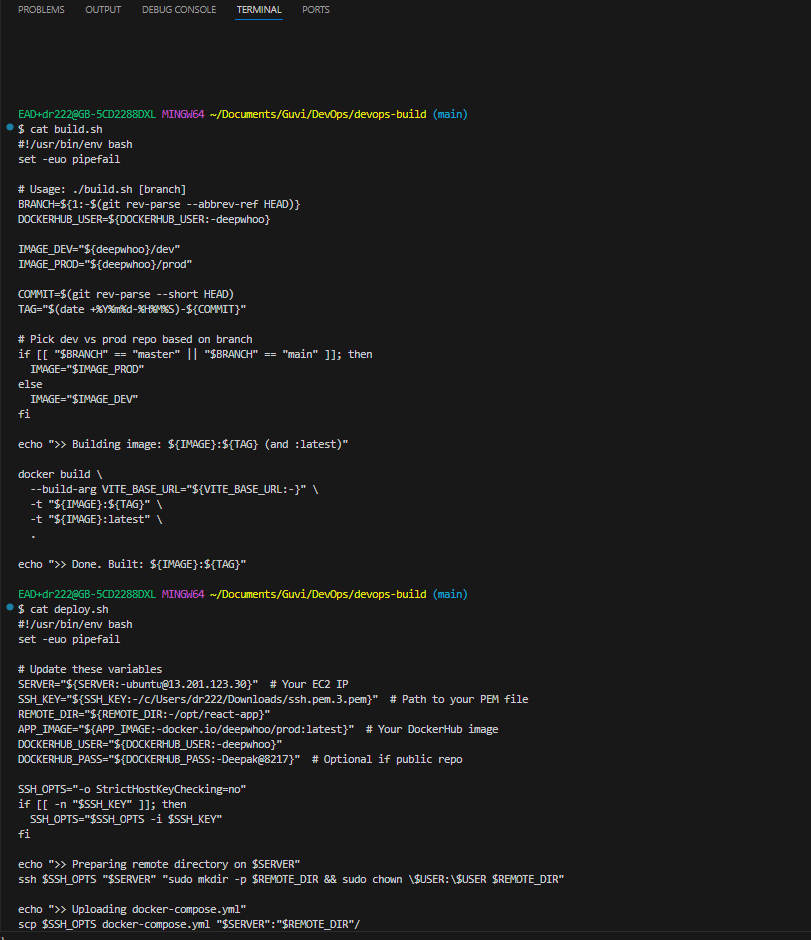 PROBLEMS OUTPUT DEBUG CONSOLE TERMINAL PORTS
EAD+dr222@GB-5CD2288DXL MINGW64 ~/Documents/Guvi/DevOps/devops-build (main)
$ cat build.sh
#!/usr/bin/env bash
set -euo pipefail

# Usage: ./build.sh [branch]
BRANCH=${1:-$(git rev-parse --abbrev-ref HEAD)}
DOCKERHUB_USER=${DOCKERHUB_USER:-deepwhoo}

IMAGE_DEV="${deepwhoo}/dev"
IMAGE_PROD="${deepwhoo}/prod"

COMMIT=$(git rev-parse --short HEAD)
TAG="$(date +%Y%m%d-%H%M%S)-${COMMIT}"

# Pick dev vs prod repo based on branch
if [[ "$BRANCH" == "master" || "$BRANCH" == "main" ]]; then
  IMAGE="$IMAGE_PROD"
else
  IMAGE="$IMAGE_DEV"
fi

echo ">> Building image: ${IMAGE}:${TAG} (and :latest)"

docker build \
  --build-arg VITE_BASE_URL="${VITE_BASE_URL:-}" \
  -t "${IMAGE}:${TAG}" \
  -t "${IMAGE}:latest" \
  .

echo ">> Done. Built: ${IMAGE}:${TAG}"

EAD+dr222@GB-5CD2288DXL MINGW64 ~/Documents/Guvi/DevOps/devops-build (main)
$ cat deploy.sh
#!/usr/bin/env bash
set -euo pipefail

# Update these variables
SERVER="${SERVER:-ubuntu@13.201.123.30}"  # Your EC2 IP
SSH_KEY="${SSH_KEY:-/c/Users/dr222/Downloads/ssh.pem.3.pem}"  # Path to your PEM file
REMOTE_DIR="${REMOTE_DIR:-/opt/react-app}"
APP_IMAGE="${APP_IMAGE:-docker.io/deepwhoo/prod:latest}"  # Your DockerHub image
DOCKERHUB_USER="${DOCKERHUB_USER:-deepwhoo}"
DOCKERHUB_PASS="${DOCKERHUB_PASS:-Deepak@8217}"  # Optional if public repo

SSH_OPTS="-o StrictHostKeyChecking=no"
if [[ -n "$SSH_KEY" ]]; then
  SSH_OPTS="$SSH_OPTS -i $SSH_KEY"
fi

echo ">> Preparing remote directory on $SERVER"
ssh $SSH_OPTS "$SERVER" "sudo mkdir -p $REMOTE_DIR && sudo chown \$USER:\$USER $REMOTE_DIR"

echo ">> Uploading docker-compose.yml"
scp $SSH_OPTS docker-compose.yml "$SERVER":"$REMOTE_DIR"/